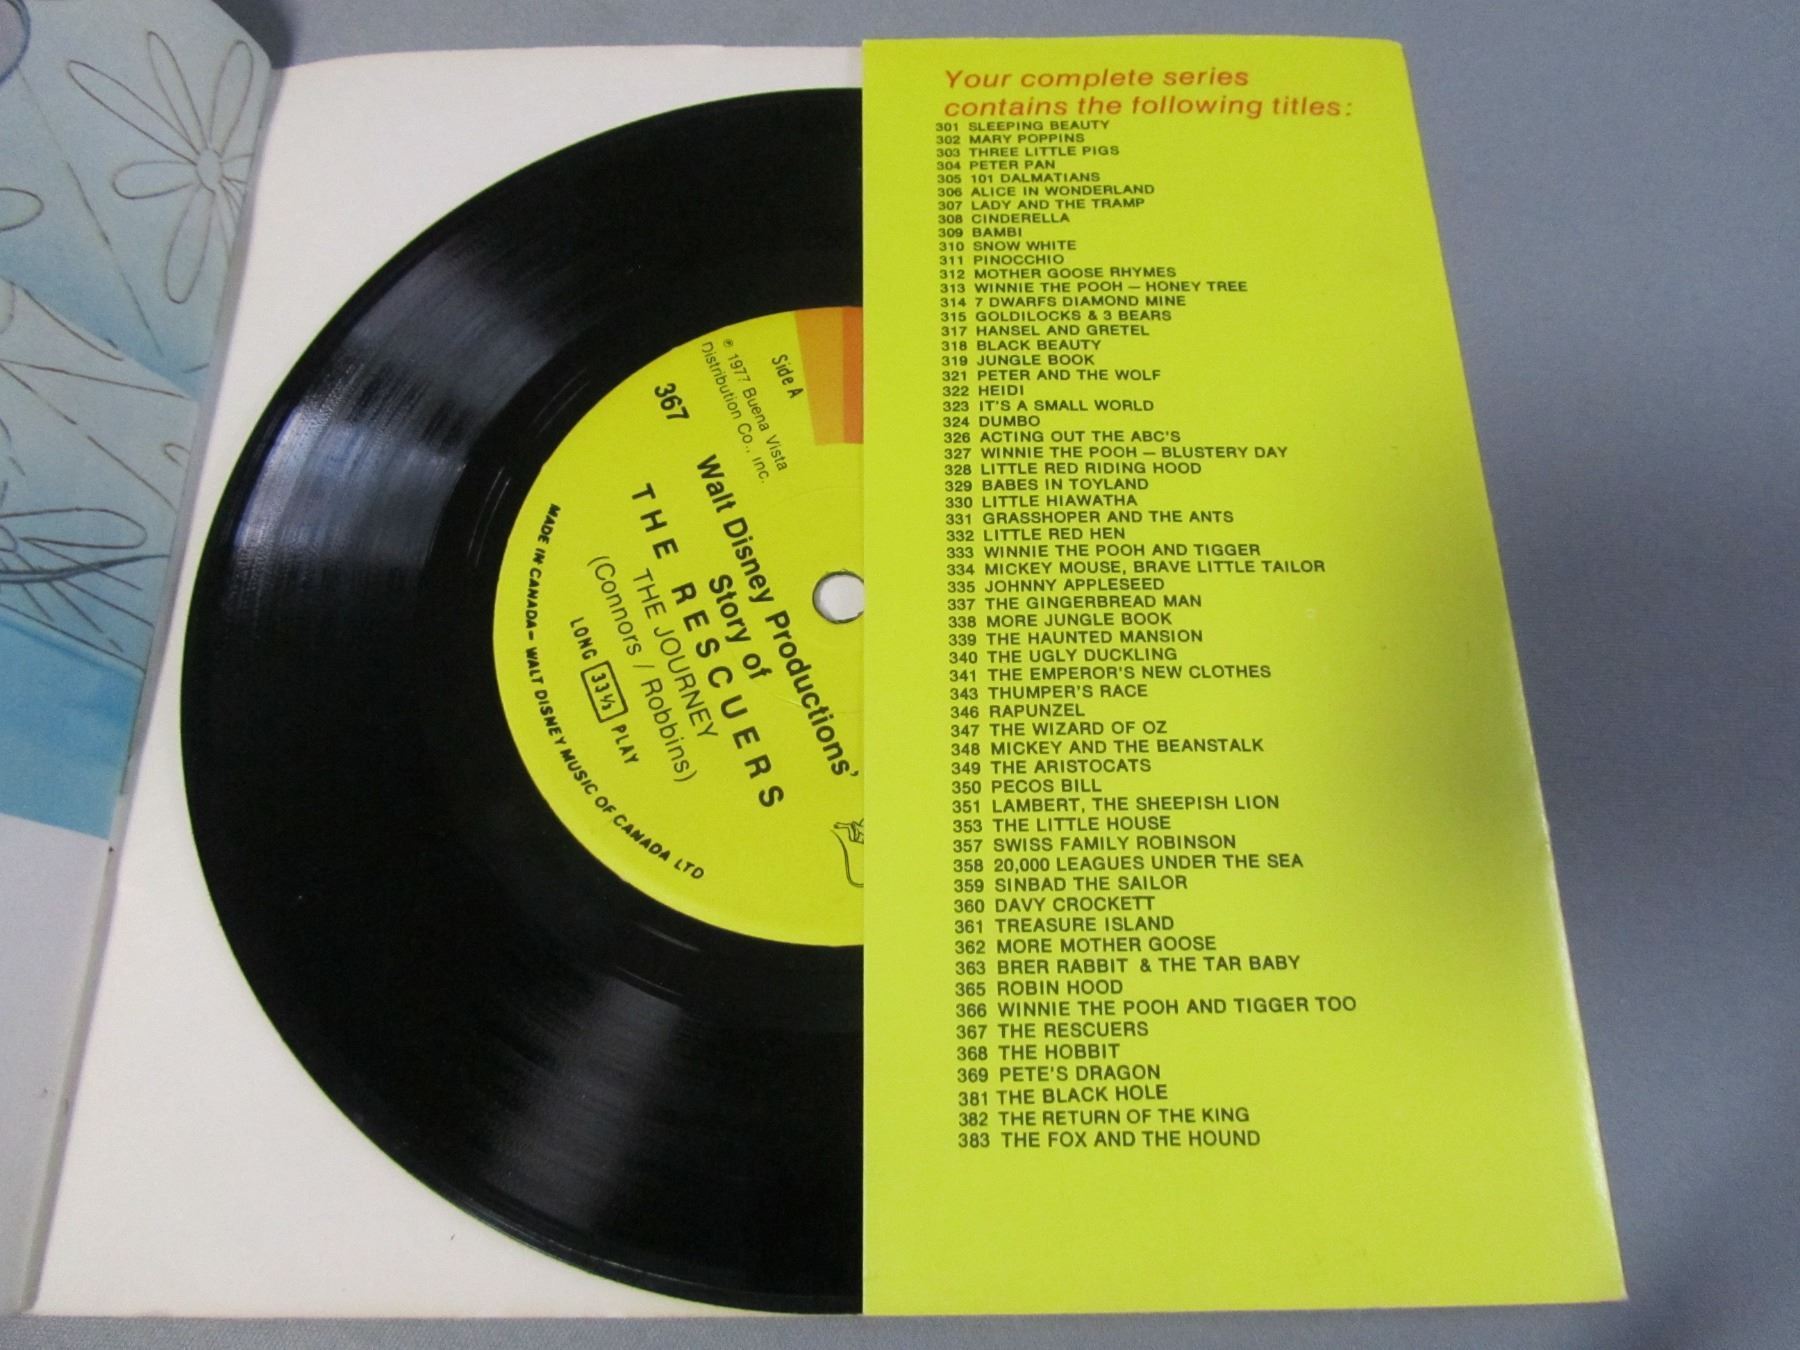 Side A
℗ 1977 Buena Vista
Distribution Co., Inc.
367
Walt Disney Productions'
Story of
THE RESCUERS
THE JOURNEY
(Connors / Robbins)
LONG 33⅓ PLAY
MADE IN CANADA – WALT DISNEY MUSIC OF CANADA LTD
Your complete series
contains the following titles:
301 SLEEPING BEAUTY
302 MARY POPPINS
303 THREE LITTLE PIGS
304 PETER PAN
305 101 DALMATIANS
306 ALICE IN WONDERLAND
307 LADY AND THE TRAMP
308 CINDERELLA
309 BAMBI
310 SNOW WHITE
311 PINOCCHIO
312 MOTHER GOOSE RHYMES
313 WINNIE THE POOH – HONEY TREE
314 7 DWARFS DIAMOND MINE
315 GOLDILOCKS & 3 BEARS
317 HANSEL AND GRETEL
318 BLACK BEAUTY
319 JUNGLE BOOK
321 PETER AND THE WOLF
322 HEIDI
323 IT'S A SMALL WORLD
324 DUMBO
326 ACTING OUT THE ABC'S
327 WINNIE THE POOH – BLUSTERY DAY
328 LITTLE RED RIDING HOOD
329 BABES IN TOYLAND
330 LITTLE HIAWATHA
331 GRASSHOPER AND THE ANTS
332 LITTLE RED HEN
333 WINNIE THE POOH AND TIGGER
334 MICKEY MOUSE, BRAVE LITTLE TAILOR
335 JOHNNY APPLESEED
337 THE GINGERBREAD MAN
338 MORE JUNGLE BOOK
339 THE HAUNTED MANSION
340 THE UGLY DUCKLING
341 THE EMPEROR'S NEW CLOTHES
343 THUMPER'S RACE
346 RAPUNZEL
347 THE WIZARD OF OZ
348 MICKEY AND THE BEANSTALK
349 THE ARISTOCATS
350 PECOS BILL
351 LAMBERT, THE SHEEPISH LION
353 THE LITTLE HOUSE
357 SWISS FAMILY ROBINSON
358 20,000 LEAGUES UNDER THE SEA
359 SINBAD THE SAILOR
360 DAVY CROCKETT
361 TREASURE ISLAND
362 MORE MOTHER GOOSE
363 BRER RABBIT & THE TAR BABY
365 ROBIN HOOD
366 WINNIE THE POOH AND TIGGER TOO
367 THE RESCUERS
368 THE HOBBIT
369 PETE'S DRAGON
381 THE BLACK HOLE
382 THE RETURN OF THE KING
383 THE FOX AND THE HOUND